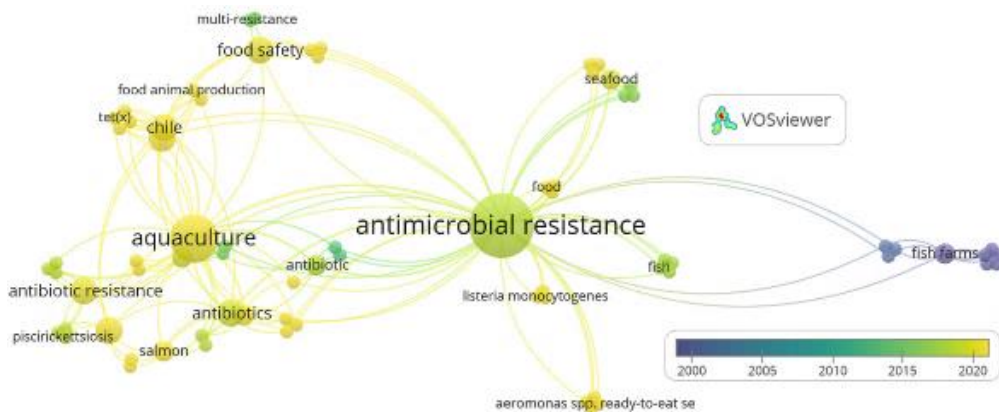 multi-resistance
food safety
food animal production
tet(x)
chile
seafood
VOSviewer
food
antimicrobial resistance
aquaculture
antibiotic
fish
fish farms
antibiotic resistance
listeria monocytogenes
antibiotics
piscirickettsiosis
salmon
2000 2005 2010 2015 2020
aeromonas spp. ready-to-eat se